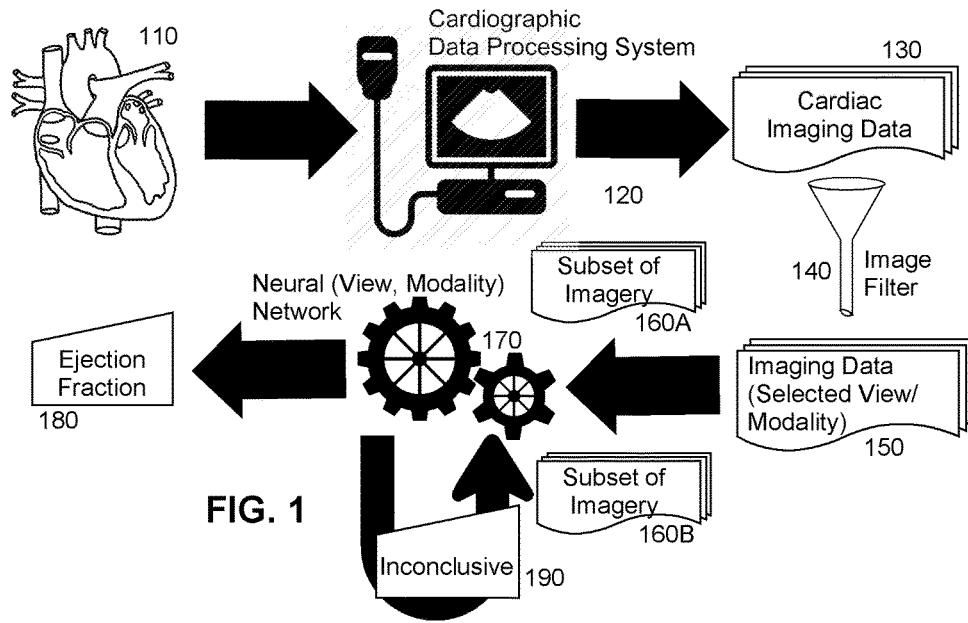 110
Cardiographic
Data Processing System
120
130
Cardiac
Imaging Data
140
Image
Filter
Imaging Data
(Selected View/
Modality)
150
Subset of
Imagery
160A
Neural (View, Modality)
Network
170
Subset of
Imagery
160B
Ejection
Fraction
180
Inconclusive
190
FIG. 1